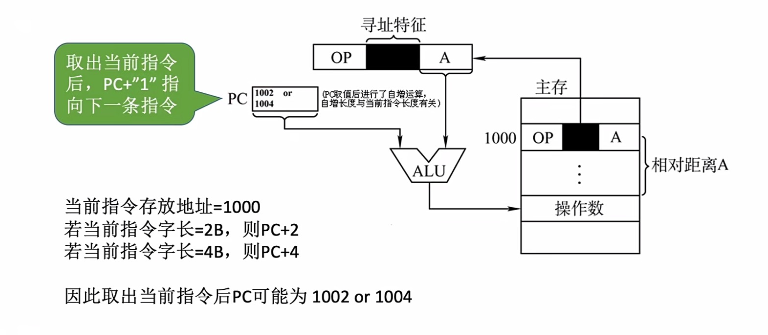 寻址特征
OP
A
取出当前指令
后，PC+"1" 指
向下一条指令
PC
1002 or
1004
（PC取值后进行了自增运算，
自增长度与当前指令长度有关）
主存
1000
OP
A
相对距离A
ALU
操作数
当前指令存放地址=1000
若当前指令字长=2B，则PC+2
若当前指令字长=4B，则PC+4
因此取出当前指令后PC可能为 1002 or 1004